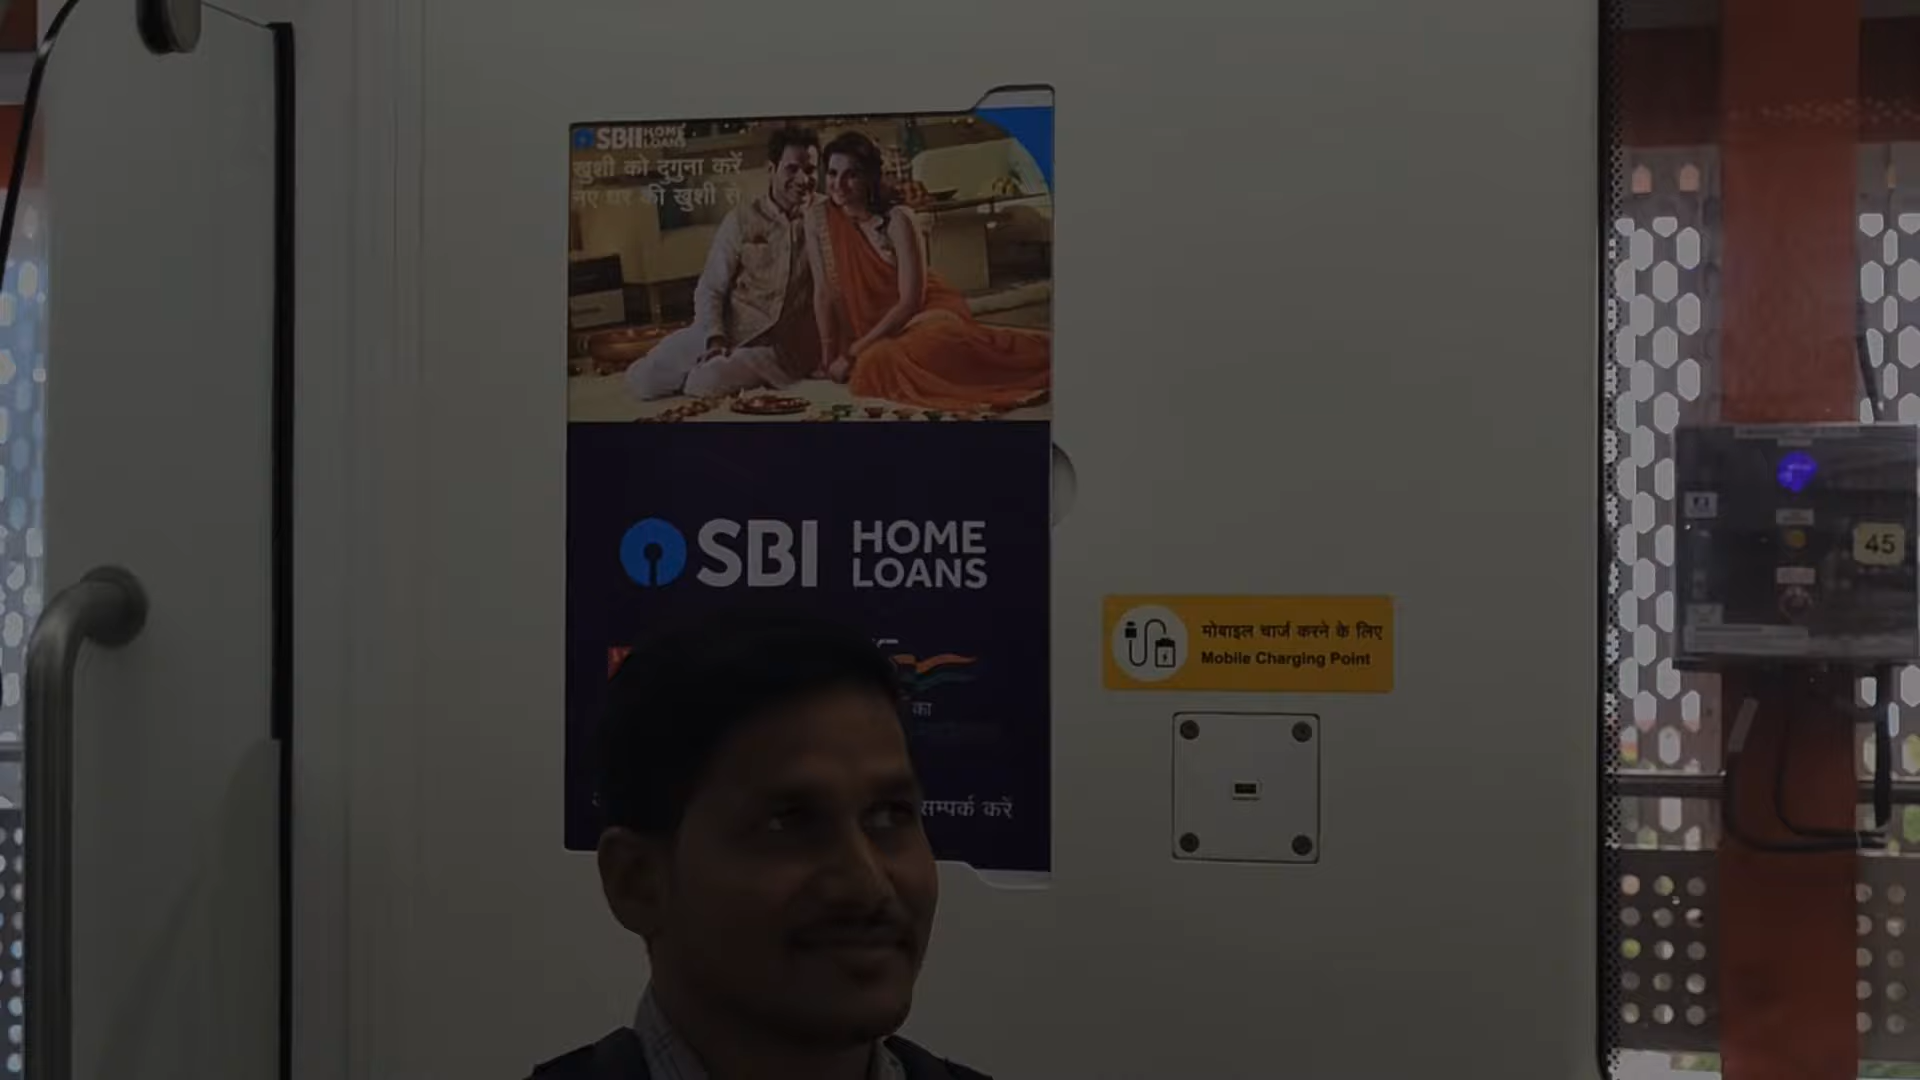 SBI HOME LOANS
खुशी को दुगुना करें
नए घर की खुशी से
SBI HOME LOANS
का
सम्पर्क करें
मोबाइल चार्ज करने के लिए
Mobile Charging Point
45